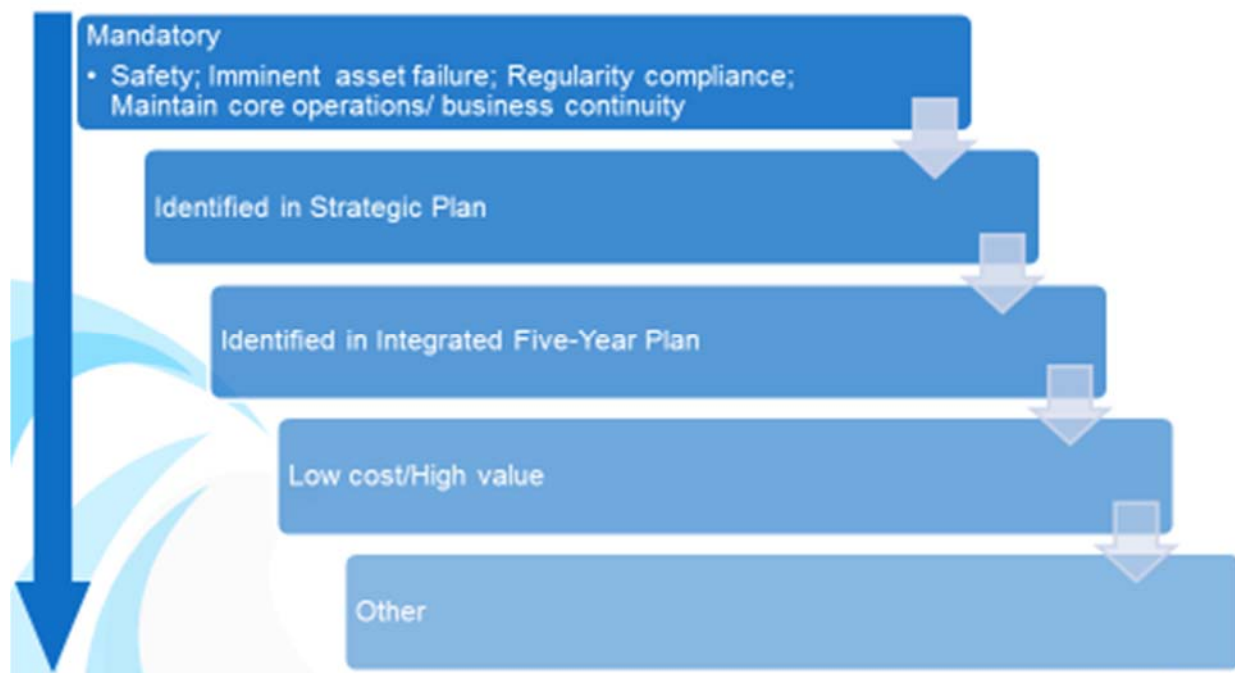 Mandatory
• Safety; Imminent asset failure; Regularity compliance;
Maintain core operations/ business continuity
Identified in Strategic Plan
Identified in Integrated Five-Year Plan
Low cost/High value
Other